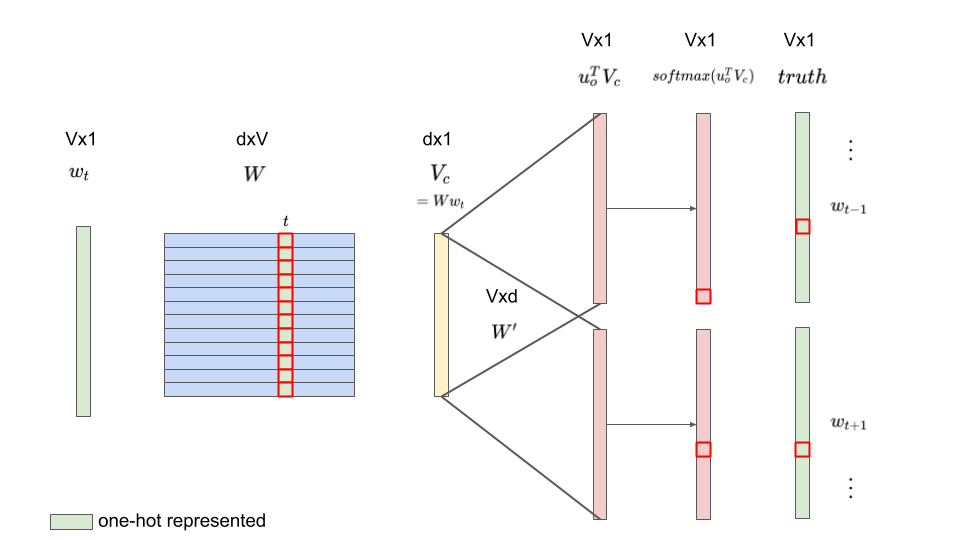 Vx1
w_t
dxV
W
t
dx1
V_c
= Ww_t
Vxd
W′
Vx1
u_o^T V_c
Vx1
softmax(u_o^T V_c)
Vx1
truth
⋮
w_{t−1}
w_{t+1}
⋮
one-hot represented